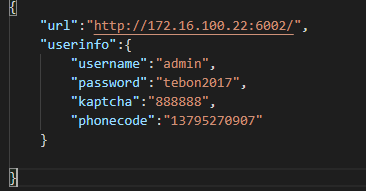 {
"url":"http://172.16.100.22:6002/",
"userinfo":{
"username":"admin",
"password":"tebon2017",
"kaptcha":"888888",
"phonecode":"13795270907"
}
}